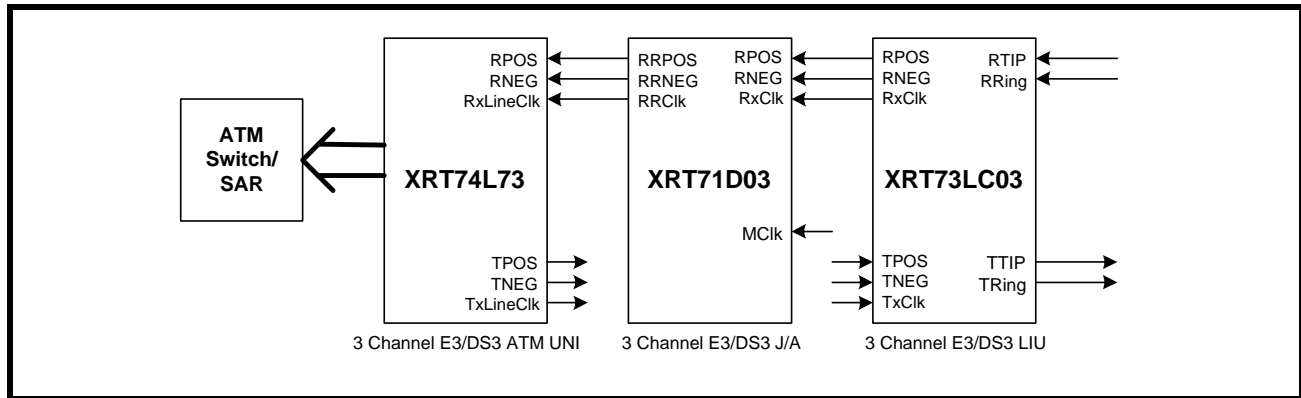 ATM
Switch/
SAR
RPOS
RNEG
RxLineClk
XRT74L73
TPOS
TNEG
TxLineClk
3 Channel E3/DS3 ATM UNI
RRPOS
RRNEG
RRClk
RPOS
RNEG
RxClk
XRT71D03
MClk
3 Channel E3/DS3 J/A
RPOS
RNEG
RxClk
RTIP
RRing
XRT73LC03
TPOS
TNEG
TxClk
TTIP
TRing
3 Channel E3/DS3 LIU